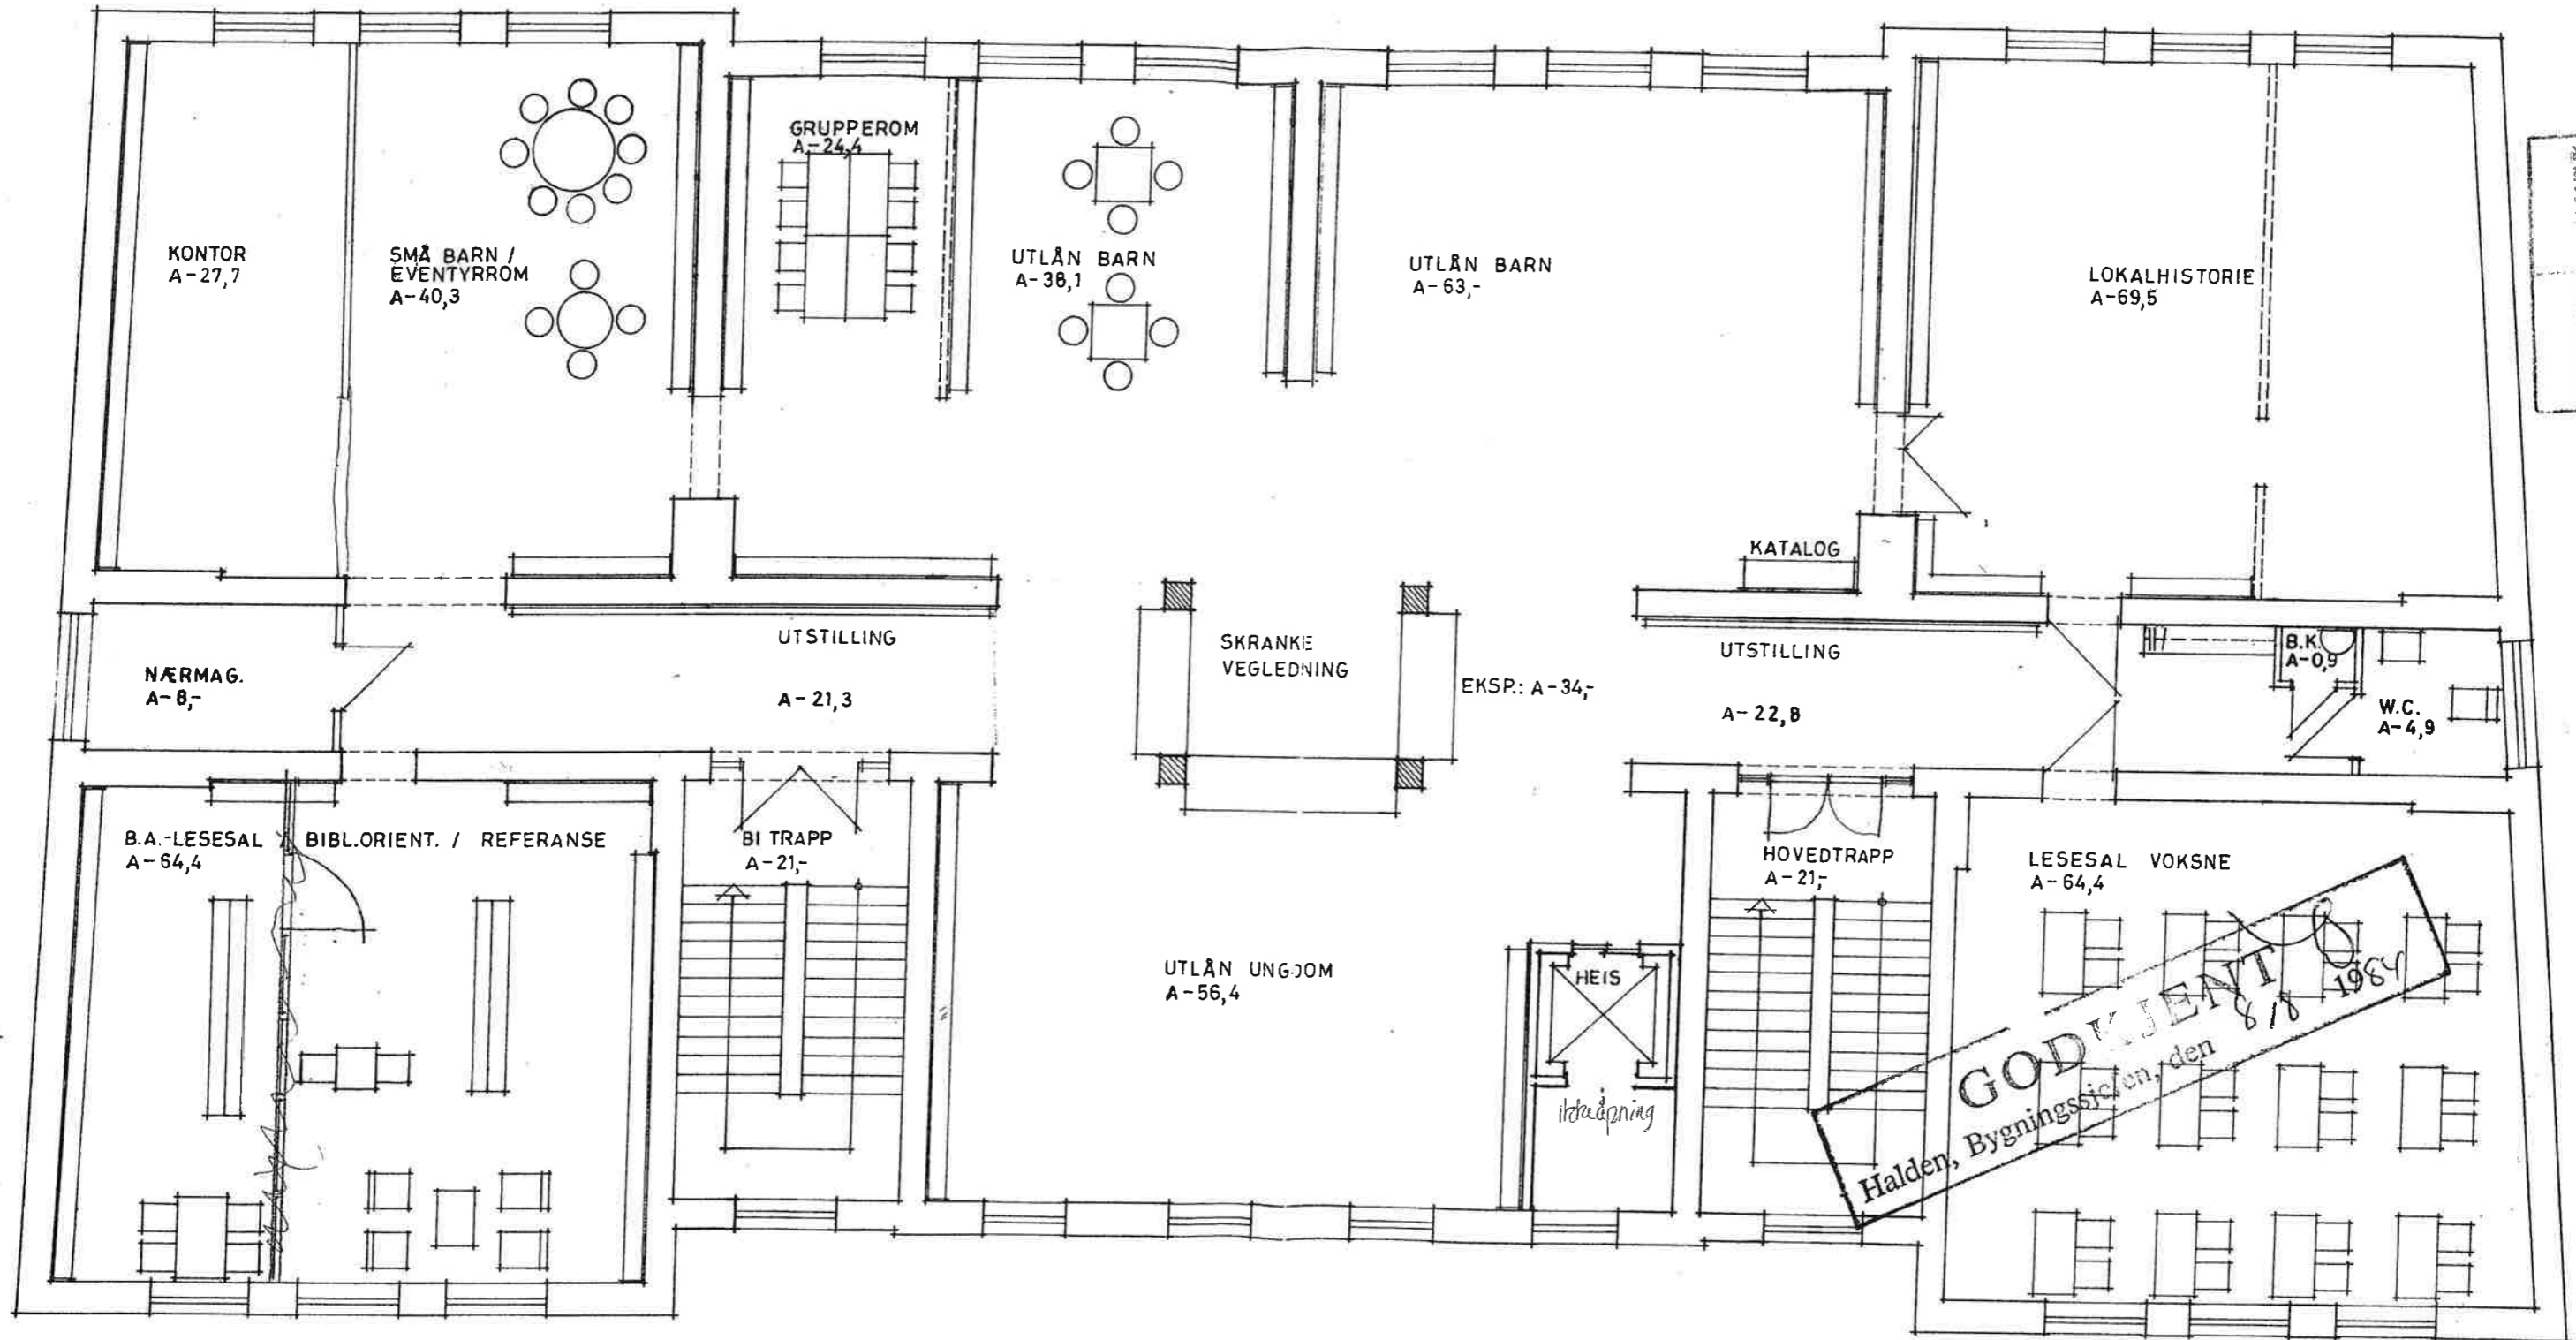 GRUPPEROM
A-24,4
KONTOR
A-27,7
SMÅ BARN /
EVENTYRROM
A-40,3
UTLÅN BARN
A-38,1
UTLÅN BARN
A-63,-
LOKALHISTORIE
A-69,5
KATALOG
NÆRMAG.
A-8,-
UTSTILLING
A-21,3
SKRANKE
VEGLEDNING
EKSP.: A-34,-
UTSTILLING
A-22,8
B.K.
A-0,9
W.C.
A-4,9
B.A.-LESESAL / BIBL.ORIENT. / REFERANSE
A-64,4
BI TRAPP
A-21,-
UTLÅN UNGDOM
A-56,4
HEIS
HOVEDTRAPP
A-21,-
LESESAL VOKSNE
A-64,4
GODKJENT
8/8 1984
Halden, Bygningssjefen, den